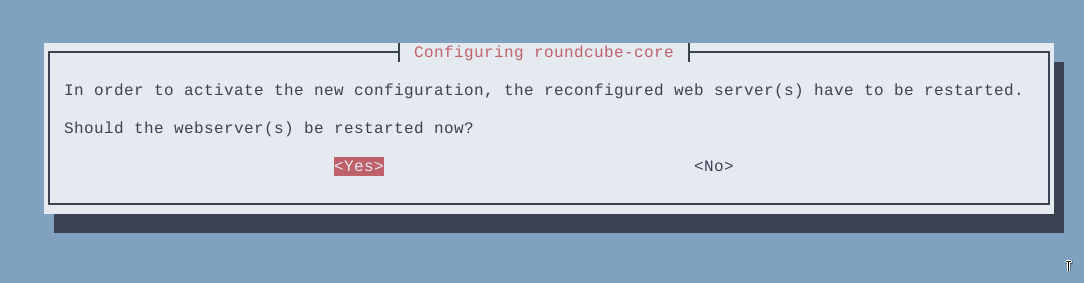 Configuring roundcube-core
In order to activate the new configuration, the reconfigured web server(s) have to be restarted.
Should the webserver(s) be restarted now?
<Yes> <No>